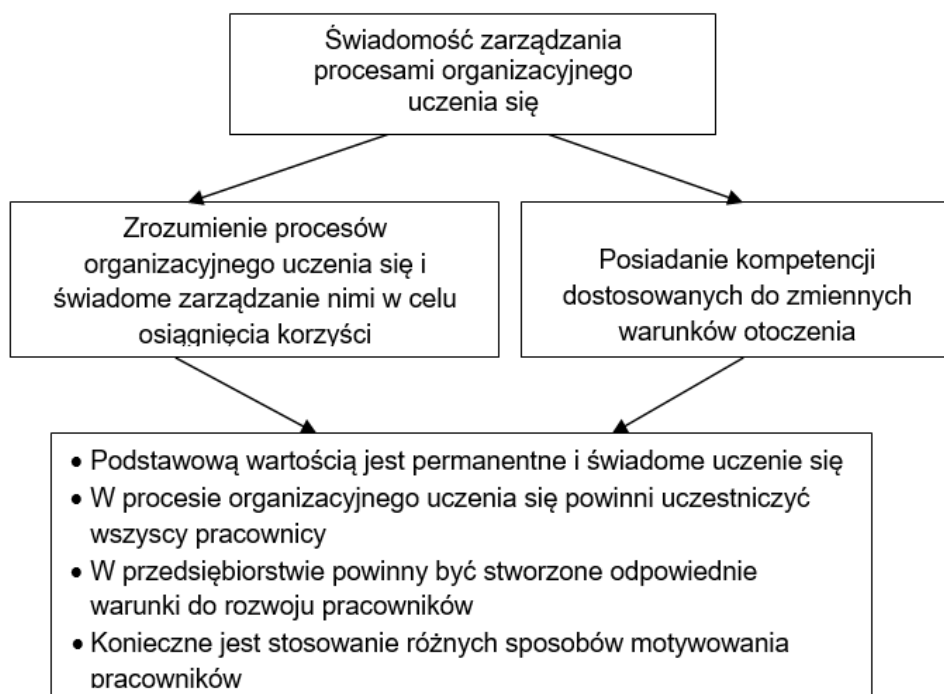 Świadomość zarządzania
procesami organizacyjnego
uczenia się
Zrozumienie procesów
organizacyjnego uczenia się i
świadome zarządzanie nimi w celu
osiągnięcia korzyści
Posiadanie kompetencji
dostosowanych do zmiennych
warunków otoczenia
• Podstawową wartością jest permanentne i świadome uczenie się
• W procesie organizacyjnego uczenia się powinni uczestniczyć
wszyscy pracownicy
• W przedsiębiorstwie powinny być stworzone odpowiednie
warunki do rozwoju pracowników
• Konieczne jest stosowanie różnych sposobów motywowania
pracowników